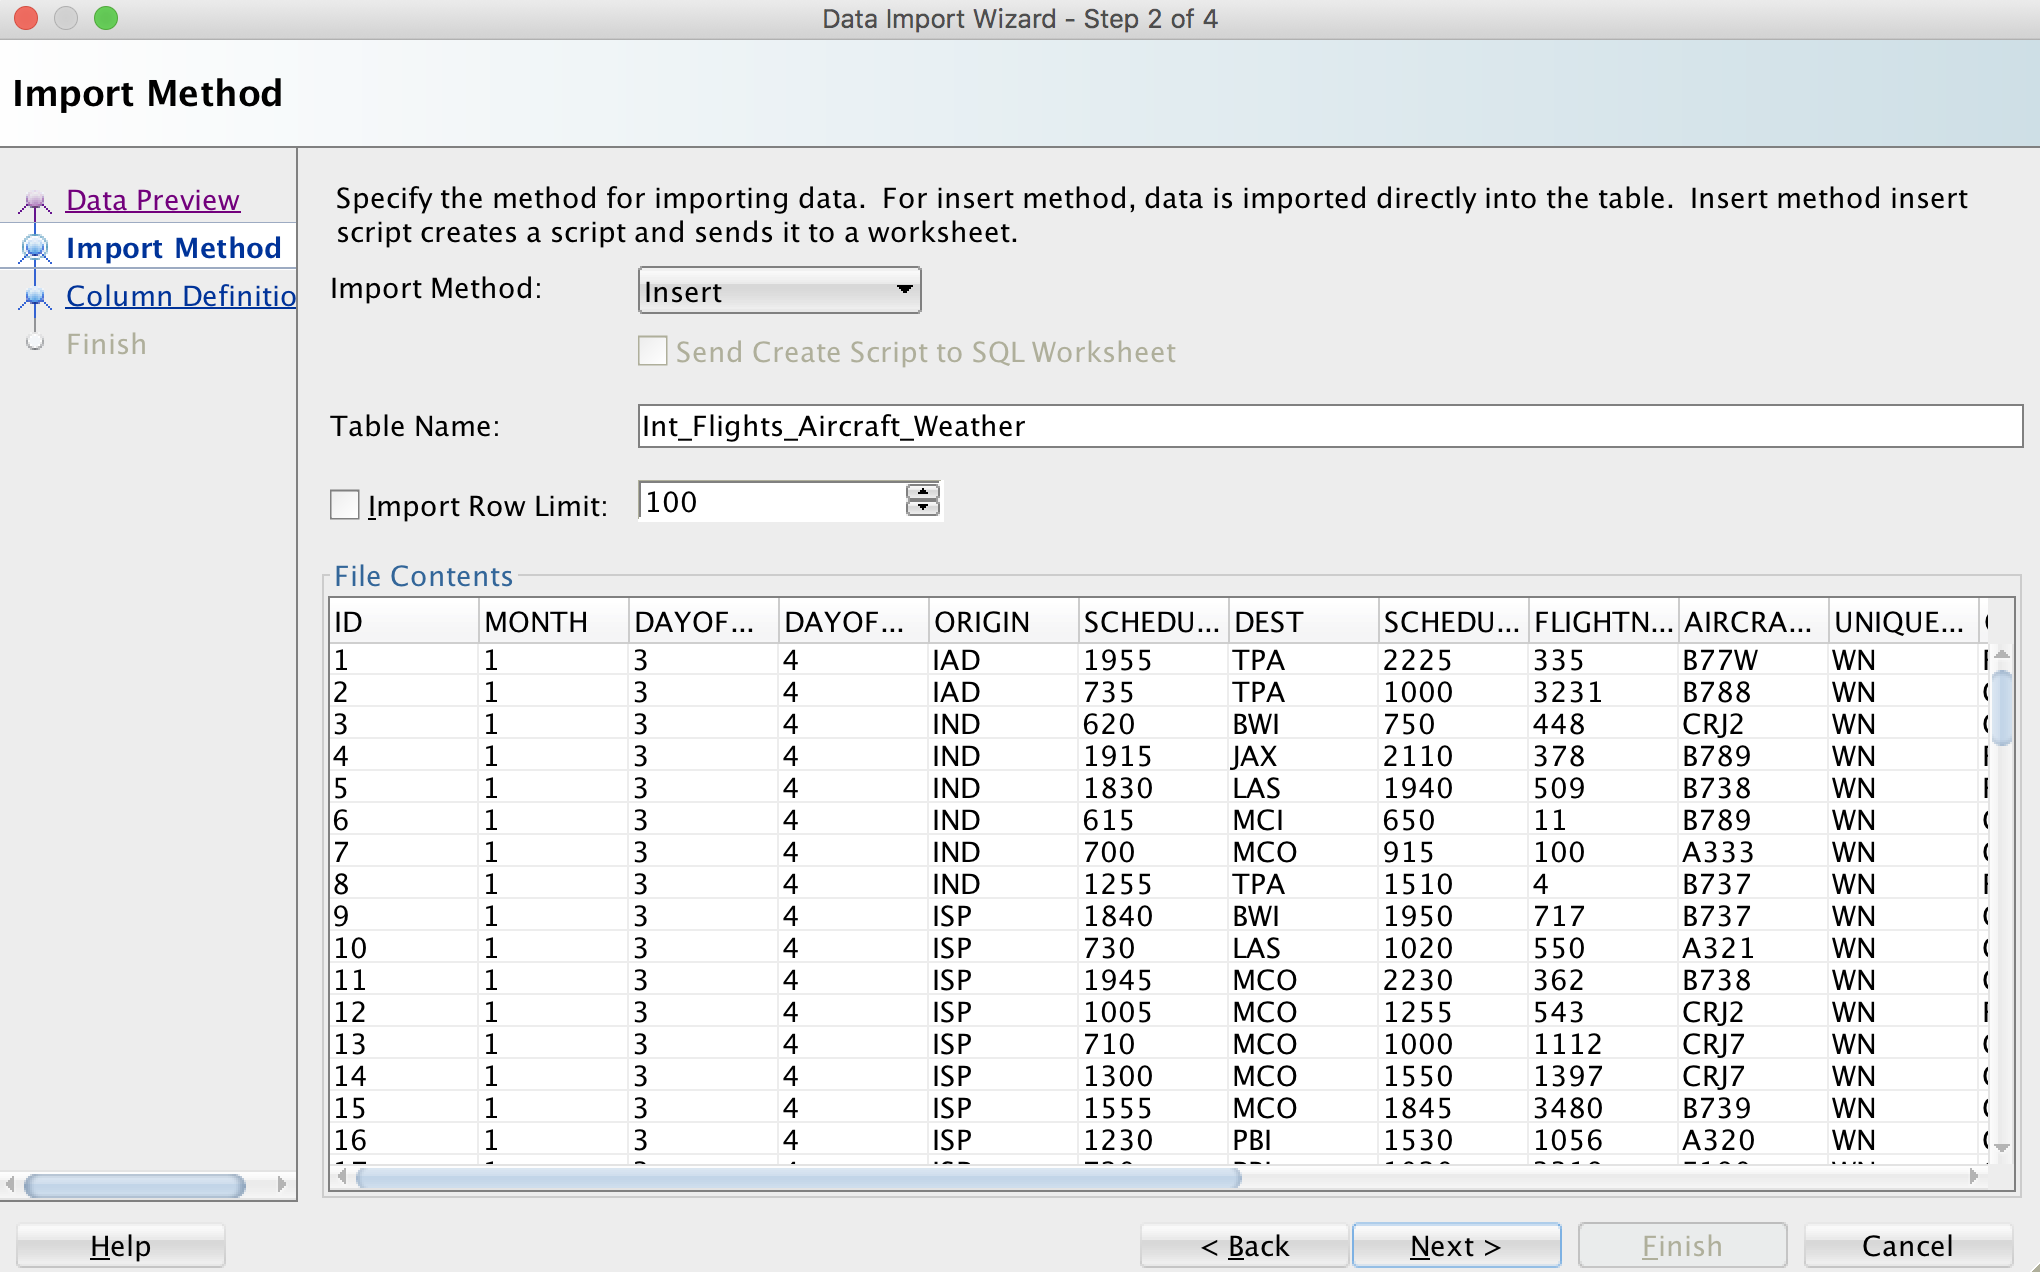 Data Import Wizard - Step 2 of 4
Import Method
Data Preview
Import Method
Column Definitio
Finish
Specify the method for importing data. For insert method, data is imported directly into the table. Insert method insert
script creates a script and sends it to a worksheet.
Import Method: Insert
Send Create Script to SQL Worksheet
Table Name: Int_Flights_Aircraft_Weather
Import Row Limit: 100
File Contents
ID MONTH DAYOF... DAYOF... ORIGIN SCHEDU... DEST SCHEDU... FLIGHTN... AIRCRA... UNIQUE...
1 1 3 4 IAD 1955 TPA 2225 335 B77W WN
2 1 3 4 IAD 735 TPA 1000 3231 B788 WN
3 1 3 4 IND 620 BWI 750 448 CRJ2 WN
4 1 3 4 IND 1915 JAX 2110 378 B789 WN
5 1 3 4 IND 1830 LAS 1940 509 B738 WN
6 1 3 4 IND 615 MCI 650 11 B789 WN
7 1 3 4 IND 700 MCO 915 100 A333 WN
8 1 3 4 IND 1255 TPA 1510 4 B737 WN
9 1 3 4 ISP 1840 BWI 1950 717 B737 WN
10 1 3 4 ISP 730 LAS 1020 550 A321 WN
11 1 3 4 ISP 1945 MCO 2230 362 B738 WN
12 1 3 4 ISP 1005 MCO 1255 543 CRJ2 WN
13 1 3 4 ISP 710 MCO 1000 1112 CRJ7 WN
14 1 3 4 ISP 1300 MCO 1550 1397 CRJ7 WN
15 1 3 4 ISP 1555 MCO 1845 3480 B739 WN
16 1 3 4 ISP 1230 PBI 1530 1056 A320 WN
Help
< Back
Next >
Finish
Cancel